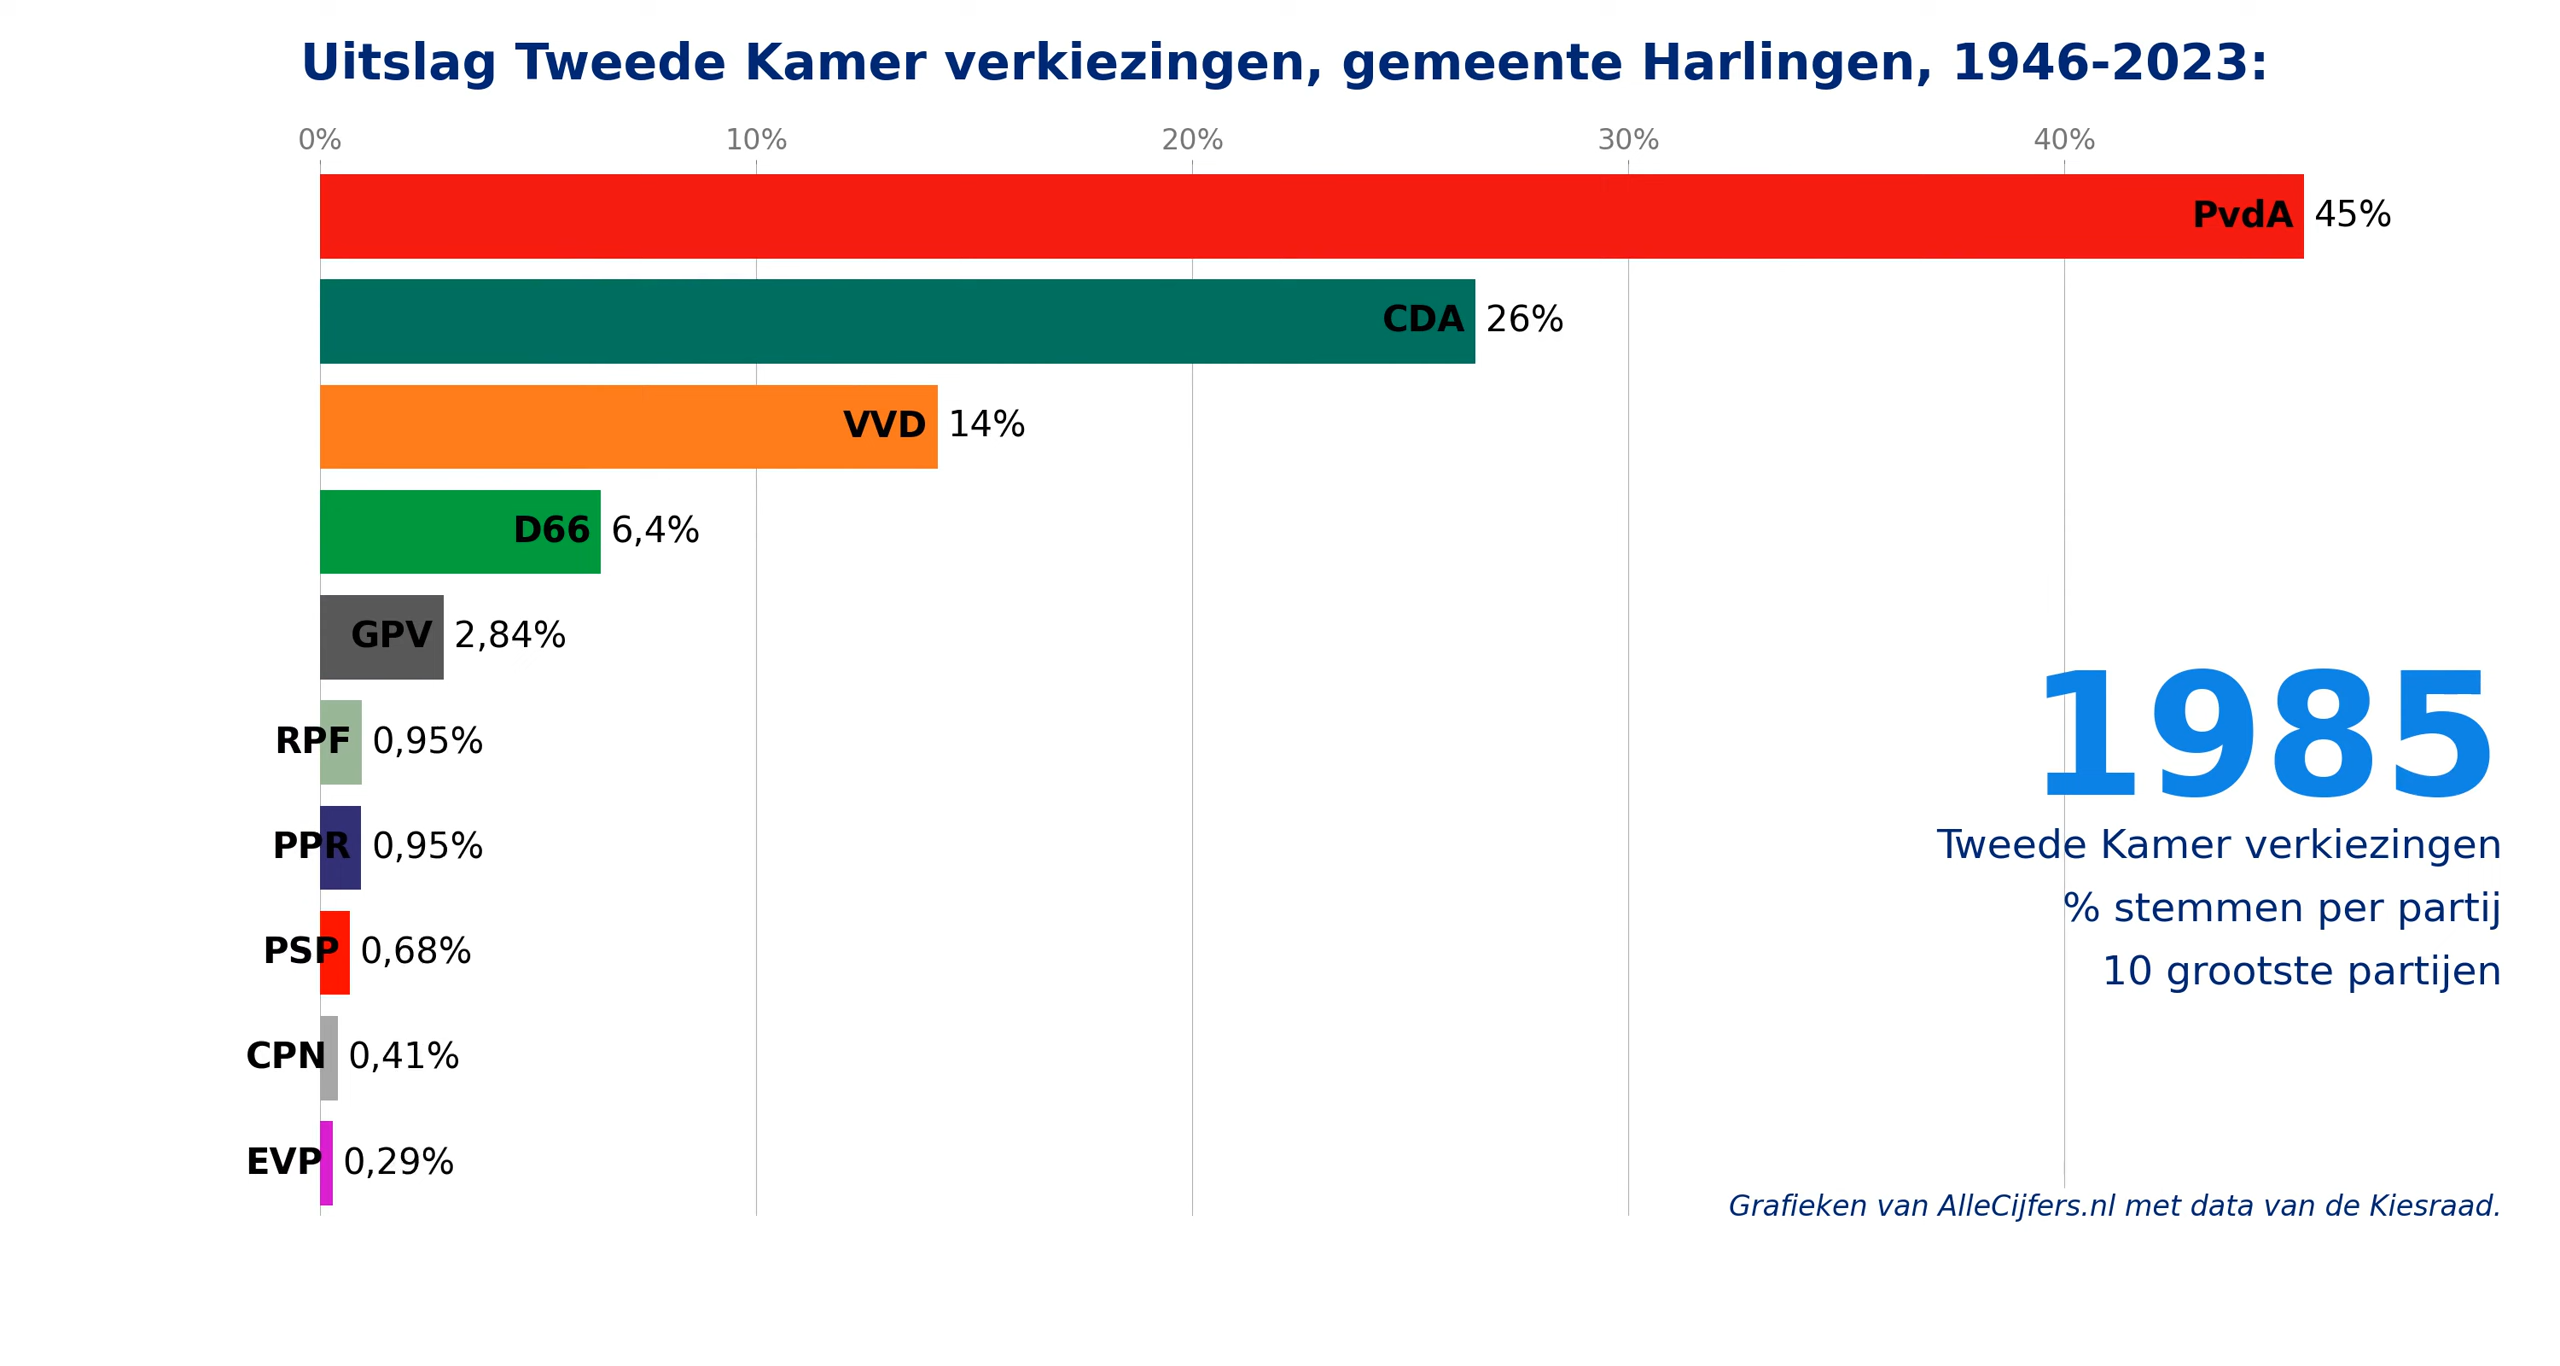 Uitslag Tweede Kamer verkiezingen, gemeente Harlingen, 1946-2023:
0% 10% 20% 30% 40%
PvdA 45%
CDA 26%
VVD 14%
D66 6,4%
GPV 2,84%
RPF 0,95%
PPR 0,95%
PSP 0,68%
CPN 0,41%
EVP 0,29%
1985
Tweede Kamer verkiezingen
% stemmen per partij
10 grootste partijen
Grafieken van AlleCijfers.nl met data van de Kiesraad.